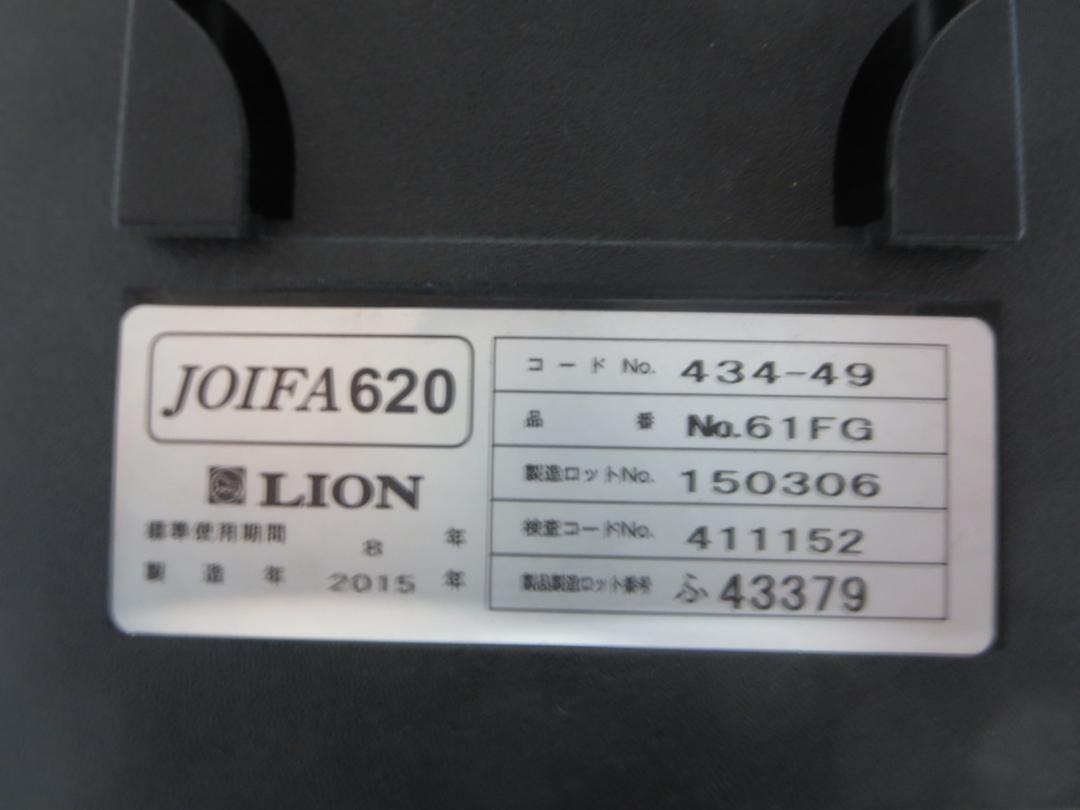 JOIFA620
LION
標準使用期間 8 年
製造年 2015 年
コードNo. 434-49
品番 No.61FG
製造ロットNo. 150306
検査コードNo. 411152
製品製造ロット番号 ふ43379